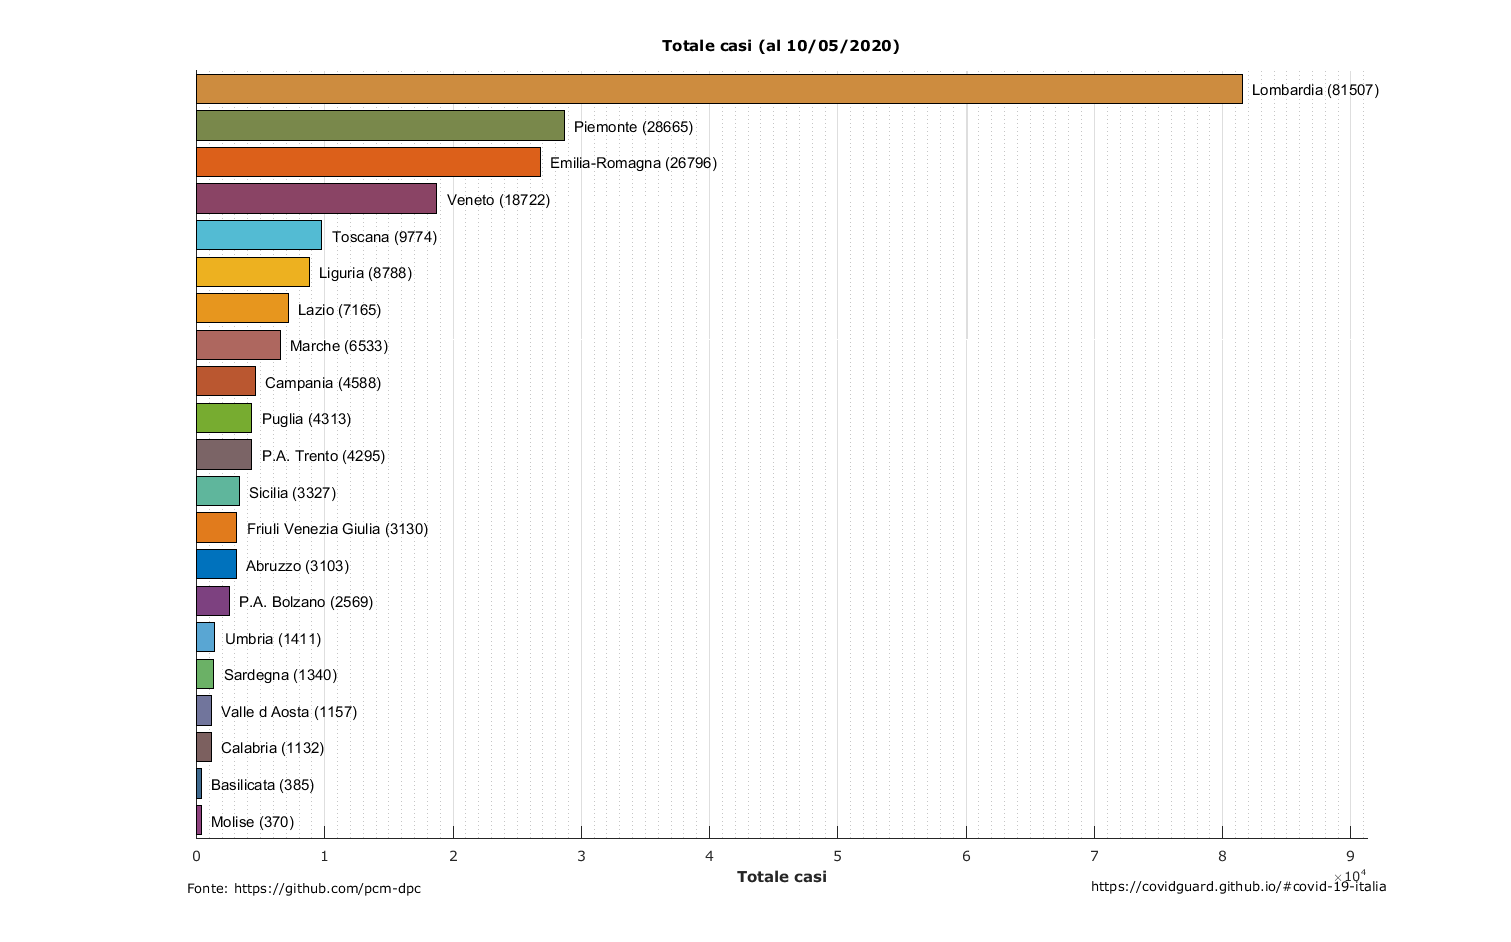 Totale casi (al 10/05/2020)
Lombardia (81507)
Piemonte (28665)
Emilia-Romagna (26796)
Veneto (18722)
Toscana (9774)
Liguria (8788)
Lazio (7165)
Marche (6533)
Campania (4588)
Puglia (4313)
P.A. Trento (4295)
Sicilia (3327)
Friuli Venezia Giulia (3130)
Abruzzo (3103)
P.A. Bolzano (2569)
Umbria (1411)
Sardegna (1340)
Valle d Aosta (1157)
Calabria (1132)
Basilicata (385)
Molise (370)
0 1 2 3 4 5 6 7 8 9
Totale casi
×10⁴
Fonte: https://github.com/pcm-dpc
https://covidguard.github.io/#covid-19-italia